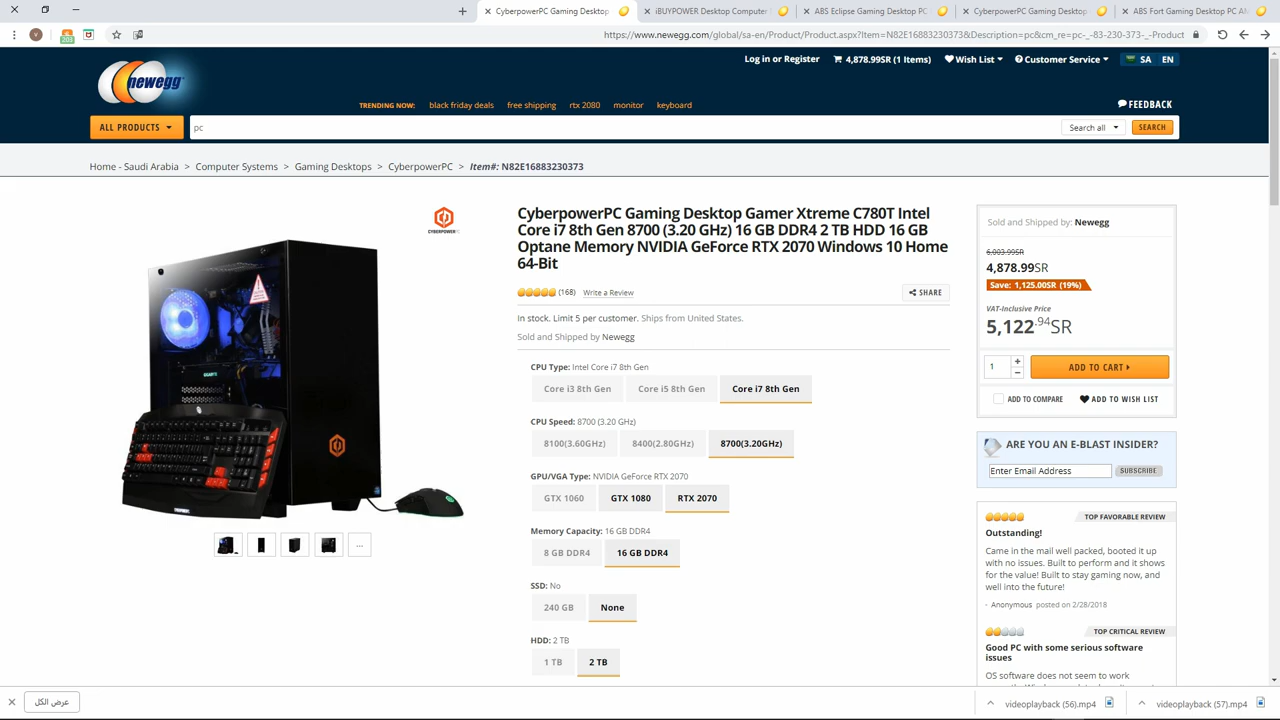 CyberpowerPC Gaming Desktop
iBUYPOWER Desktop Computer
ABS Eclipse Gaming Desktop PC
CyberpowerPC Gaming Desktop
ABS Fort Gaming Desktop PC AM
https://www.newegg.com/global/sa-en/Product/Product.aspx?Item=N82E16883230373&Description=pc&cm_re=pc-_-83-230-373-_-Product
newegg
Log in or Register
4,878.99SR (1 Items)
Wish List
Customer Service
SA EN
TRENDING NOW: black friday deals free shipping rtx 2080 monitor keyboard
FEEDBACK
ALL PRODUCTS
pc
Search all
SEARCH
Home - Saudi Arabia > Computer Systems > Gaming Desktops > CyberpowerPC > Item#: N82E16883230373
CYBERPOWERPC
CyberpowerPC Gaming Desktop Gamer Xtreme C780T Intel
Core i7 8th Gen 8700 (3.20 GHz) 16 GB DDR4 2 TB HDD 16 GB
Optane Memory NVIDIA GeForce RTX 2070 Windows 10 Home
64-Bit
(168) Write a Review
SHARE
In stock. Limit 5 per customer. Ships from United States.
Sold and Shipped by Newegg
CPU Type: Intel Core i7 8th Gen
Core i3 8th Gen Core i5 8th Gen Core i7 8th Gen
CPU Speed: 8700 (3.20 GHz)
8100(3.60GHz) 8400(2.80GHz) 8700(3.20GHz)
GPU/VGA Type: NVIDIA GeForce RTX 2070
GTX 1060 GTX 1080 RTX 2070
Memory Capacity: 16 GB DDR4
8 GB DDR4 16 GB DDR4
SSD: No
240 GB None
HDD: 2 TB
1 TB 2 TB
...
Sold and Shipped by: Newegg
6,003.99SR
4,878.99SR
Save: 1,125.00SR (19%)
VAT-Inclusive Price
5,122.94SR
1
+
−
ADD TO CART
ADD TO COMPARE
ADD TO WISH LIST
ARE YOU AN E-BLAST INSIDER?
Enter Email Address
SUBSCRIBE
TOP FAVORABLE REVIEW
Outstanding!
Came in the mail well packed, booted it up
with no issues. Built to perform and it shows
for the value! Built to stay gaming now, and
well into the future!
- Anonymous posted on 2/28/2018
TOP CRITICAL REVIEW
Good PC with some serious software
issues
OS software does not seem to work
عرض الكل
videoplayback (56).mp4
videoplayback (57).mp4